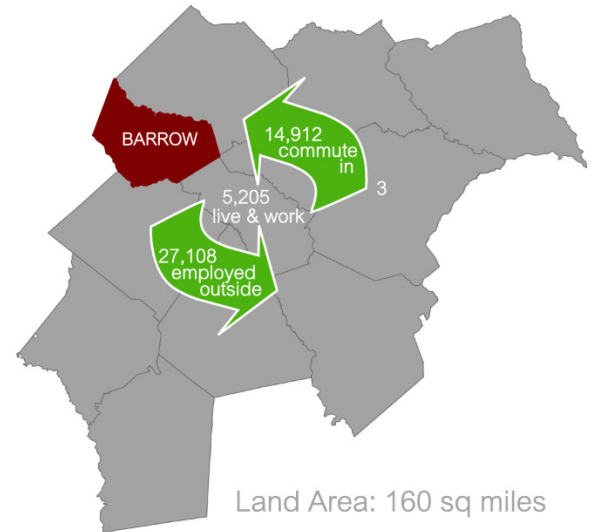 BARROW
14,912
commute
in
3
5,205
live & work
27,108
employed
outside
Land Area: 160 sq miles